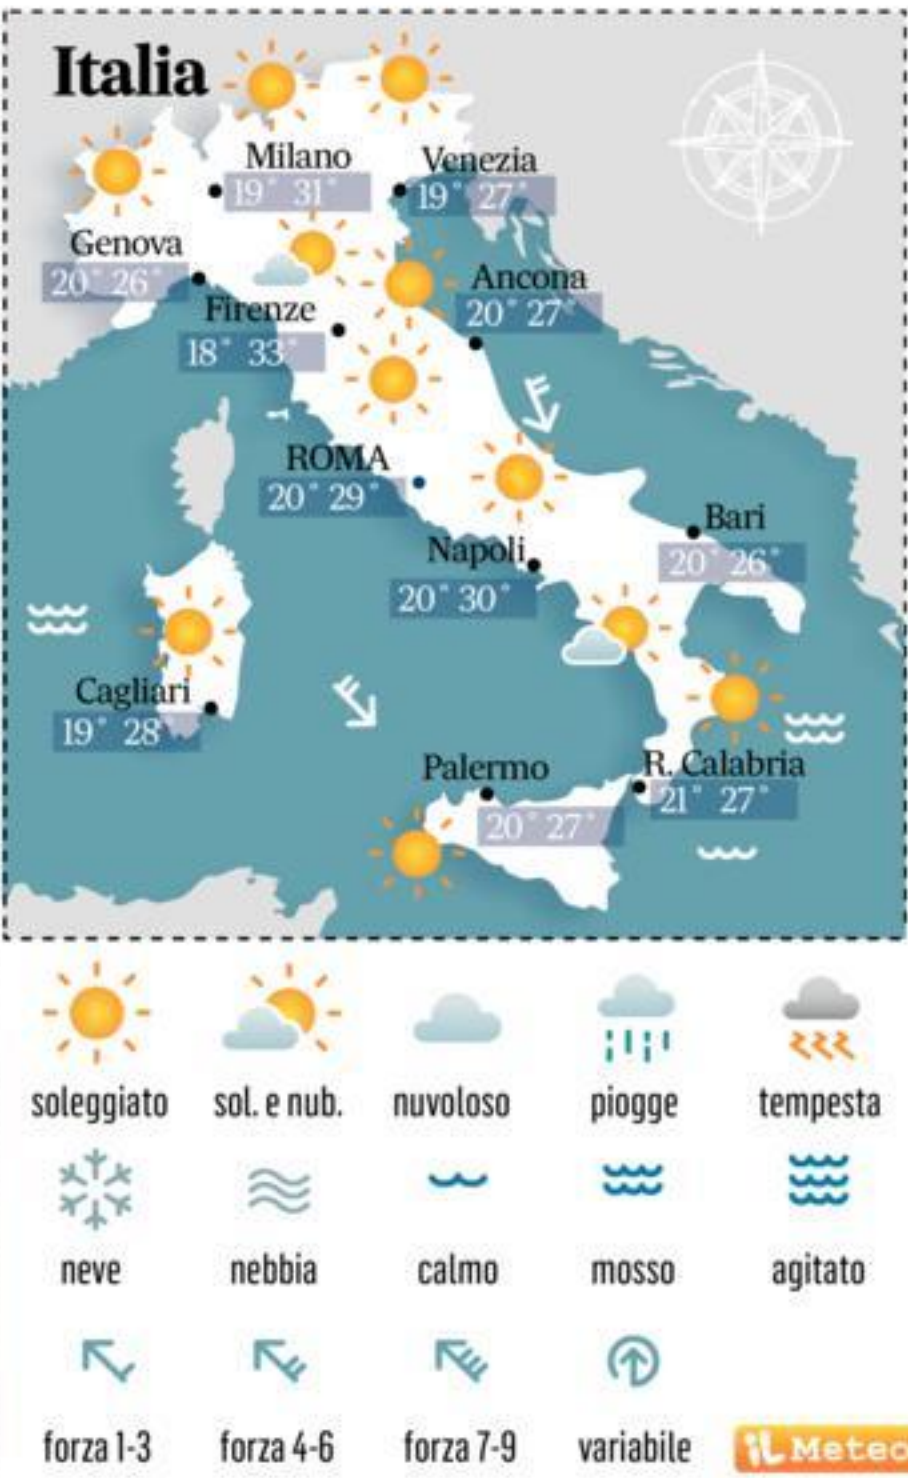 Italia
Milano
19° 31°
Venezia
19° 27°
Genova
20° 26°
Ancona
20° 27°
Firenze
18° 33°
ROMA
20° 29°
Bari
20° 26°
Napoli
20° 30°
Cagliari
19° 28°
Palermo
20° 27°
R. Calabria
21° 27°
soleggiato sol. e nub. nuvoloso piogge tempesta
neve nebbia calmo mosso agitato
forza 1-3 forza 4-6 forza 7-9 variabile
iL Meteo